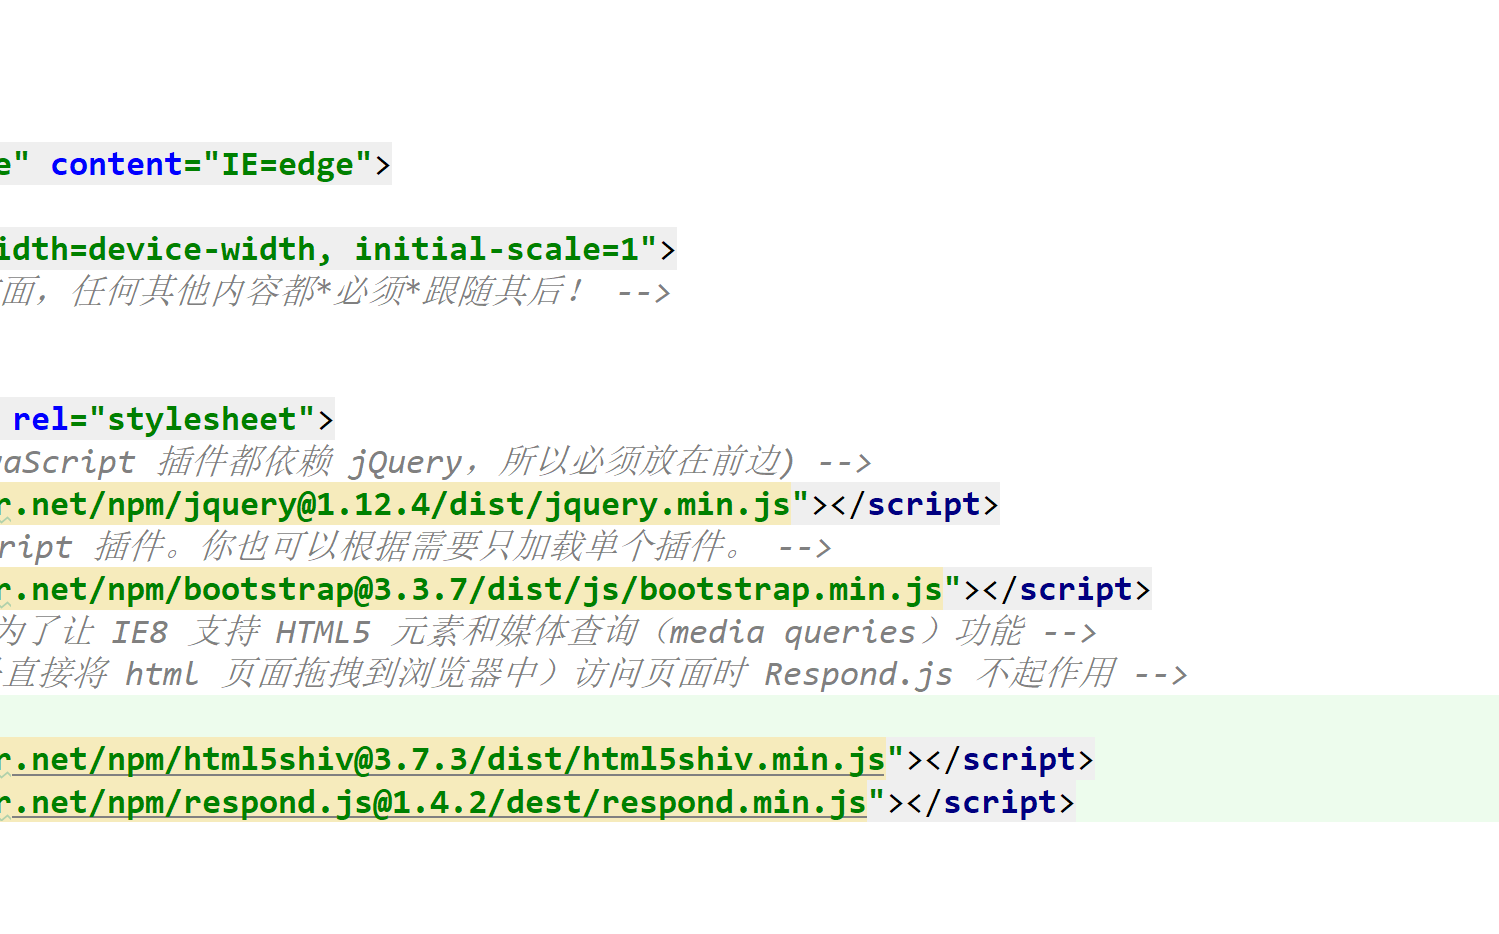 e" content="IE=edge">
idth=device-width, initial-scale=1">
面，任何其他内容都*必须*跟随其后！ -->
rel="stylesheet">
aScript 插件都依赖 jQuery，所以必须放在前边) -->
r.net/npm/jquery@1.12.4/dist/jquery.min.js"></script>
ript 插件。你也可以根据需要只加载单个插件。 -->
r.net/npm/bootstrap@3.3.7/dist/js/bootstrap.min.js"></script>
为了让 IE8 支持 HTML5 元素和媒体查询（media queries）功能 -->
直接将 html 页面拖拽到浏览器中）访问页面时 Respond.js 不起作用 -->
r.net/npm/html5shiv@3.7.3/dist/html5shiv.min.js"></script>
r.net/npm/respond.js@1.4.2/dest/respond.min.js"></script>